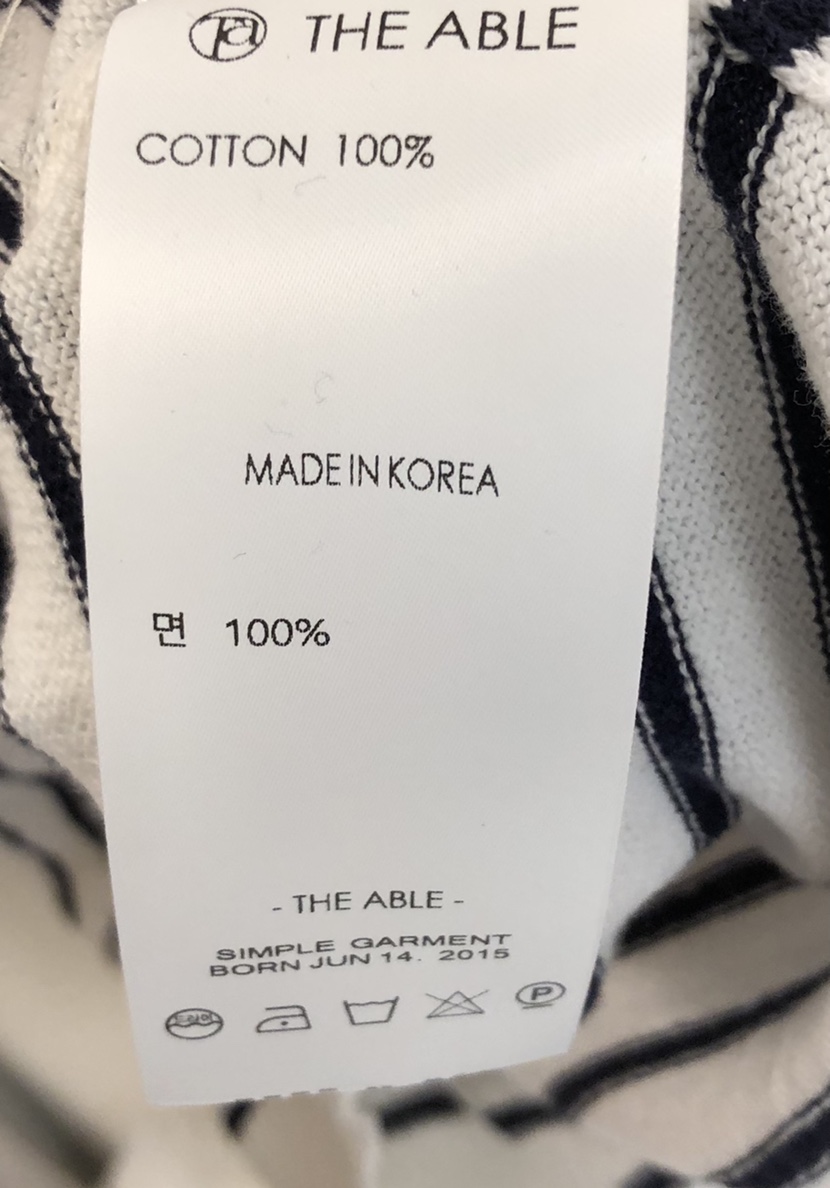 THE ABLE
COTTON 100%
MADE IN KOREA
면 100%
- THE ABLE -
SIMPLE GARMENT
BORN JUN 14. 2015
P